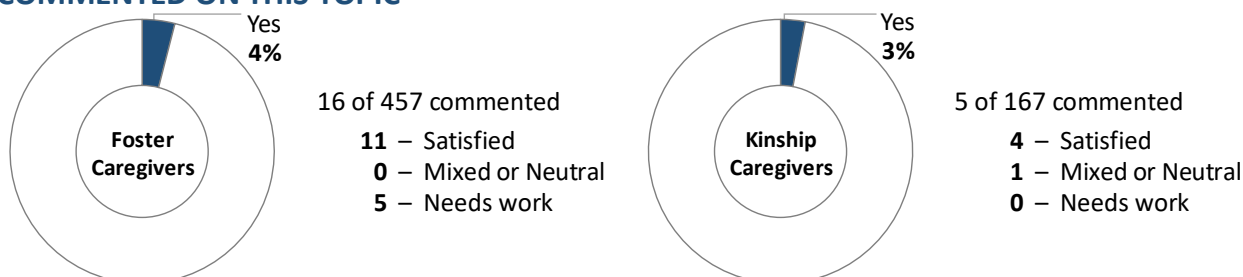 COMMENTED ON THIS TOPIC
Yes
4%
Foster
Caregivers
16 of 457 commented
11 – Satisfied
0 – Mixed or Neutral
5 – Needs work
Yes
3%
Kinship
Caregivers
5 of 167 commented
4 – Satisfied
1 – Mixed or Neutral
0 – Needs work